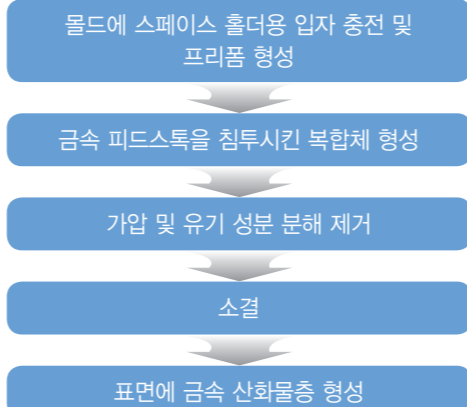 몰드에 스페이스 홀더용 입자 충전 및
프리폼 형성
금속 피드스톡을 침투시킨 복합체 형성
가압 및 유기 성분 분해 제거
소결
표면에 금속 산화물층 형성